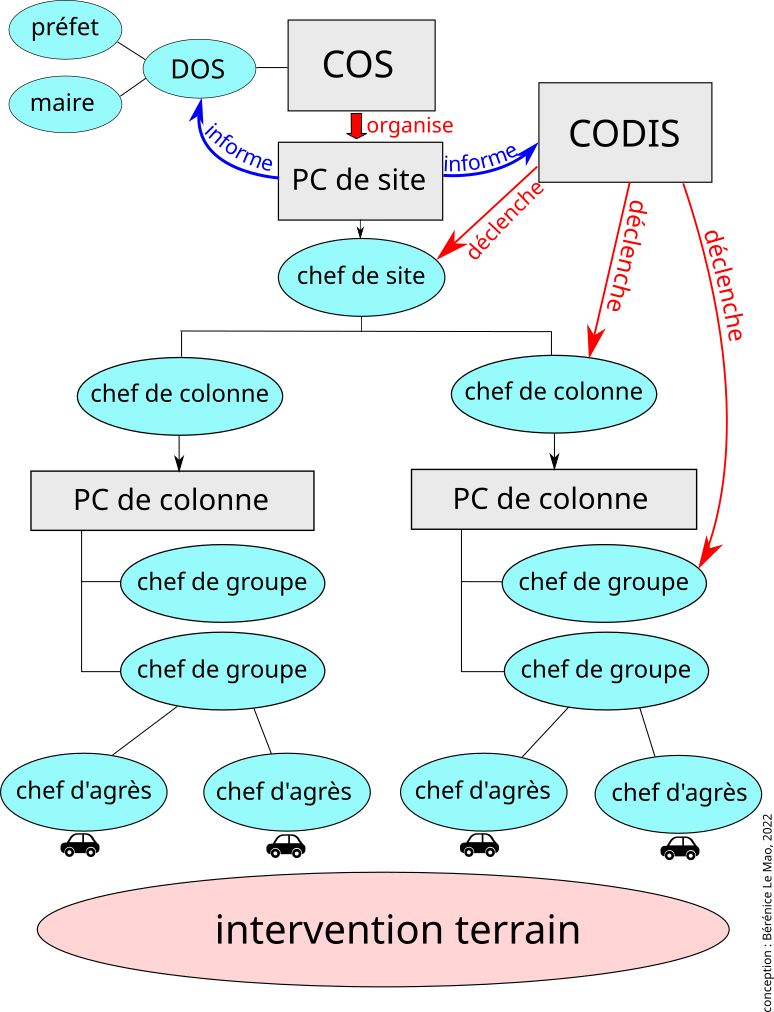 préfet
DOS
COS
maire
organise
CODIS
informe
informe
PC de site
déclenche
déclenche
déclenche
chef de site
chef de colonne
chef de colonne
PC de colonne
PC de colonne
chef de groupe
chef de groupe
chef de groupe
chef de groupe
chef d'agrès
chef d'agrès
chef d'agrès
chef d'agrès
intervention terrain
conception : Bérénice Le Mao, 2022